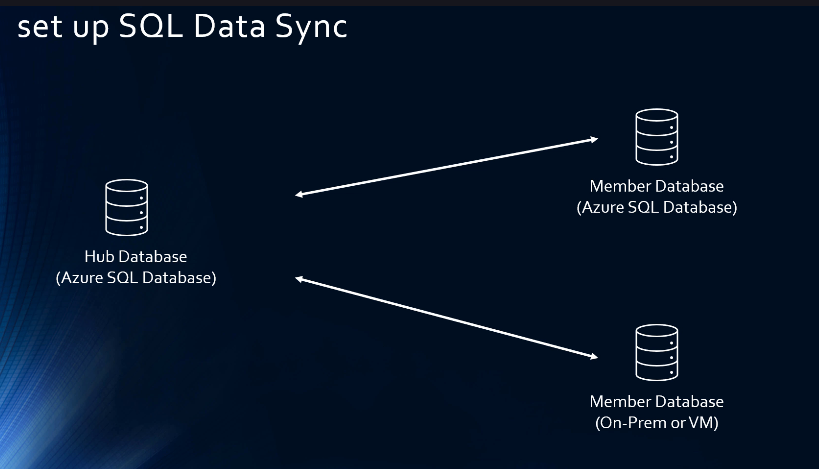 set up SQL Data Sync
Hub Database
(Azure SQL Database)
Member Database
(Azure SQL Database)
Member Database
(On-Prem or VM)